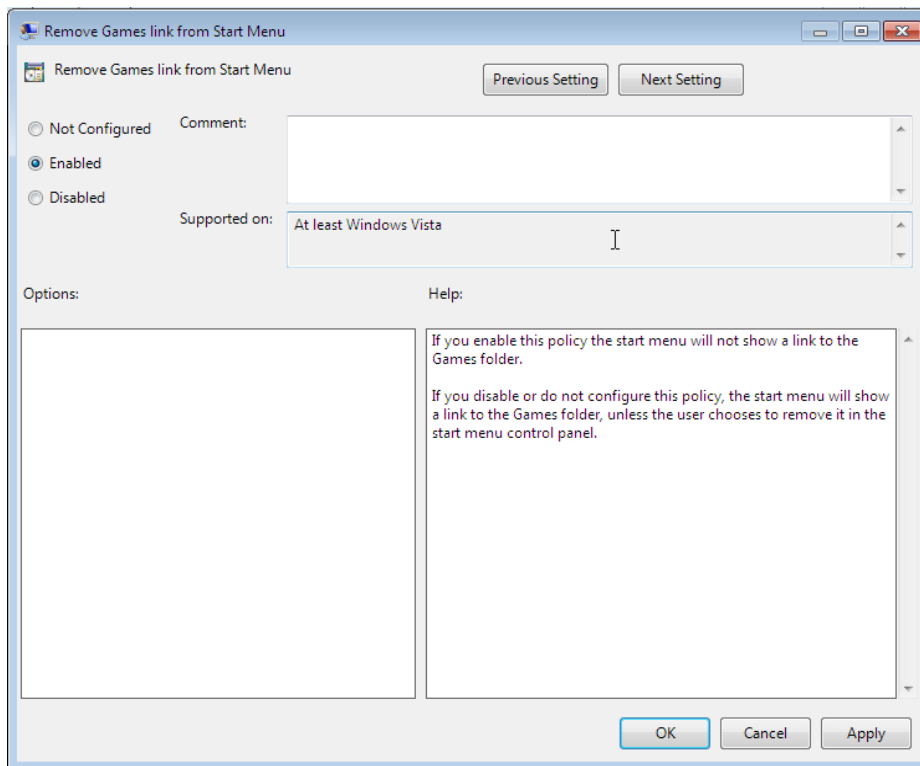 Remove Games link from Start Menu
Remove Games link from Start Menu
Previous Setting
Next Setting
Not Configured
Comment:
Enabled
Disabled
Supported on:
At least Windows Vista
Options:
Help:
If you enable this policy the start menu will not show a link to the
Games folder.
If you disable or do not configure this policy, the start menu will show
a link to the Games folder, unless the user chooses to remove it in the
start menu control panel.
OK
Cancel
Apply